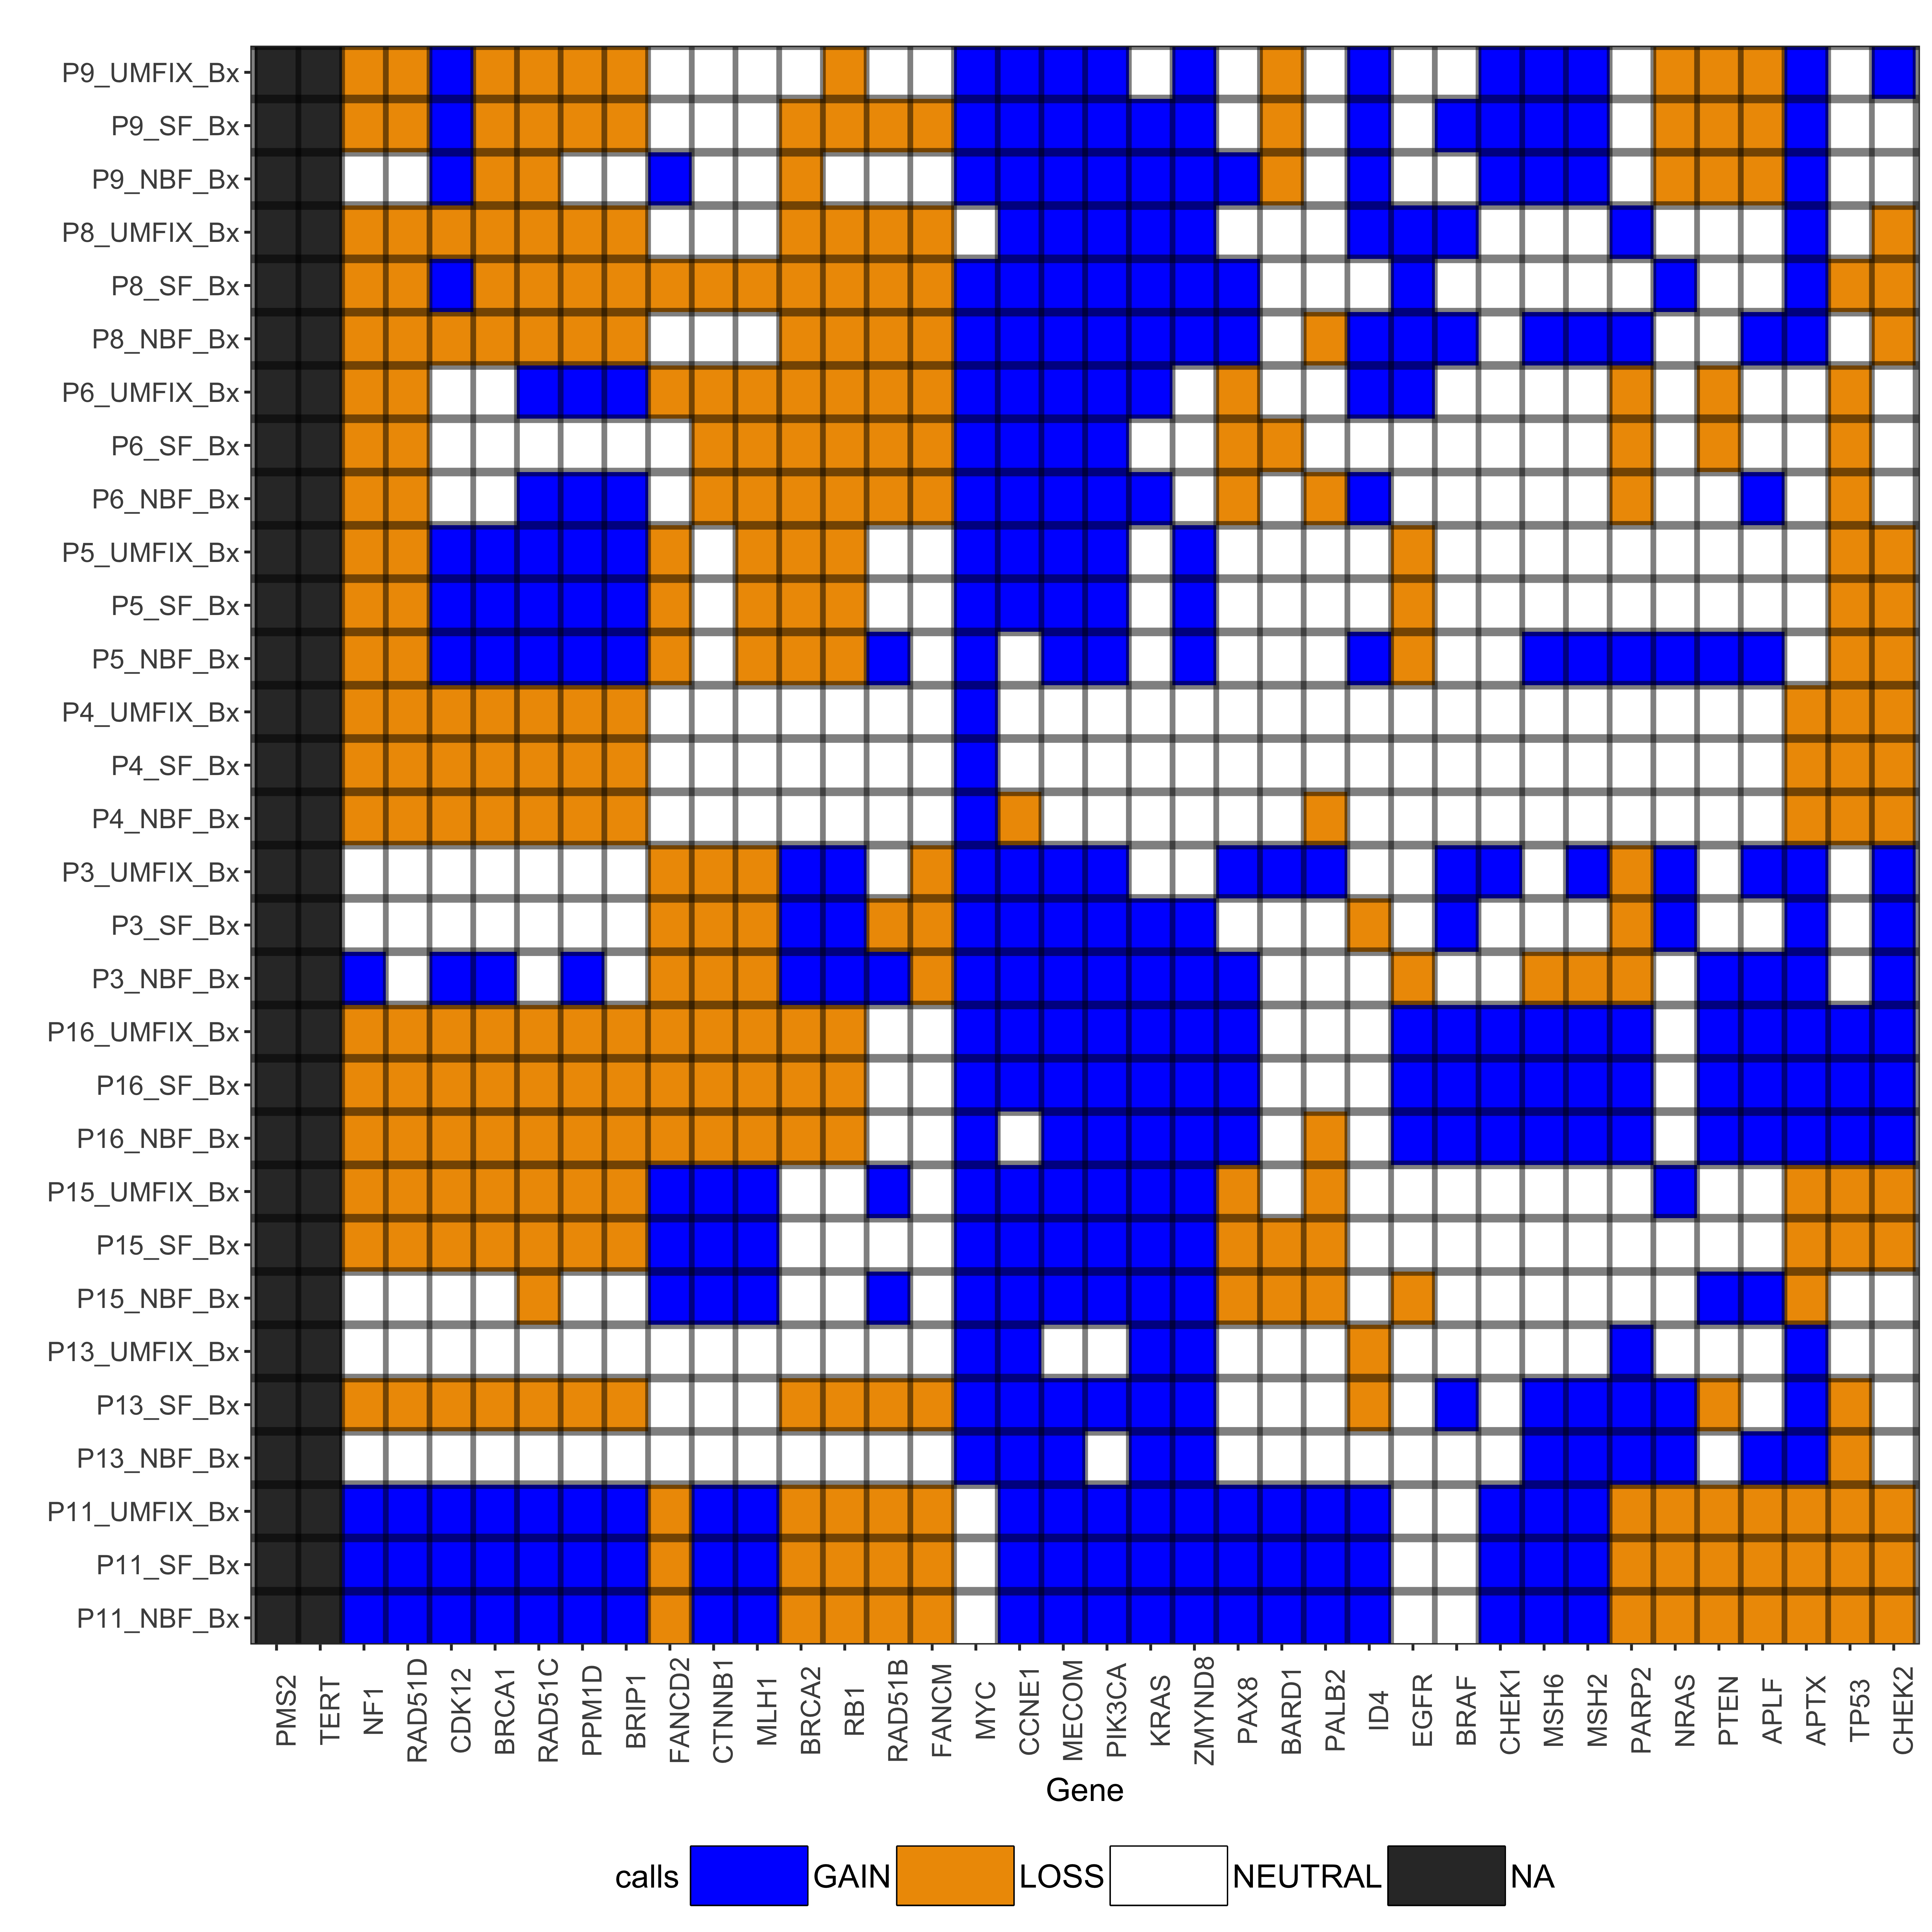 P9_UMFIX_Bx
P9_SF_Bx
P9_NBF_Bx
P8_UMFIX_Bx
P8_SF_Bx
P8_NBF_Bx
P6_UMFIX_Bx
P6_SF_Bx
P6_NBF_Bx
P5_UMFIX_Bx
P5_SF_Bx
P5_NBF_Bx
P4_UMFIX_Bx
P4_SF_Bx
P4_NBF_Bx
P3_UMFIX_Bx
P3_SF_Bx
P3_NBF_Bx
P16_UMFIX_Bx
P16_SF_Bx
P16_NBF_Bx
P15_UMFIX_Bx
P15_SF_Bx
P15_NBF_Bx
P13_UMFIX_Bx
P13_SF_Bx
P13_NBF_Bx
P11_UMFIX_Bx
P11_SF_Bx
P11_NBF_Bx
PMS2
TERT
NF1
RAD51D
CDK12
BRCA1
RAD51C
PPM1D
BRIP1
FANCD2
CTNNB1
MLH1
BRCA2
RB1
RAD51B
FANCM
MYC
CCNE1
MECOM
PIK3CA
KRAS
ZMYND8
PAX8
BARD1
PALB2
ID4
EGFR
BRAF
CHEK1
MSH6
MSH2
PARP2
NRAS
PTEN
APLF
APTX
TP53
CHEK2
Gene
calls GAIN LOSS NEUTRAL NA